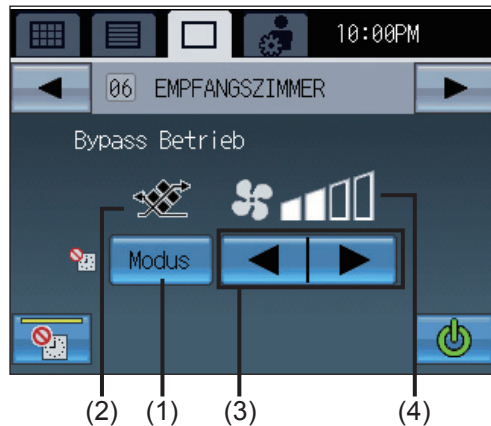 10:00PM
06 EMPFANGSZIMMER
Bypass Betrieb
Modus
(2) (1) (3) (4)